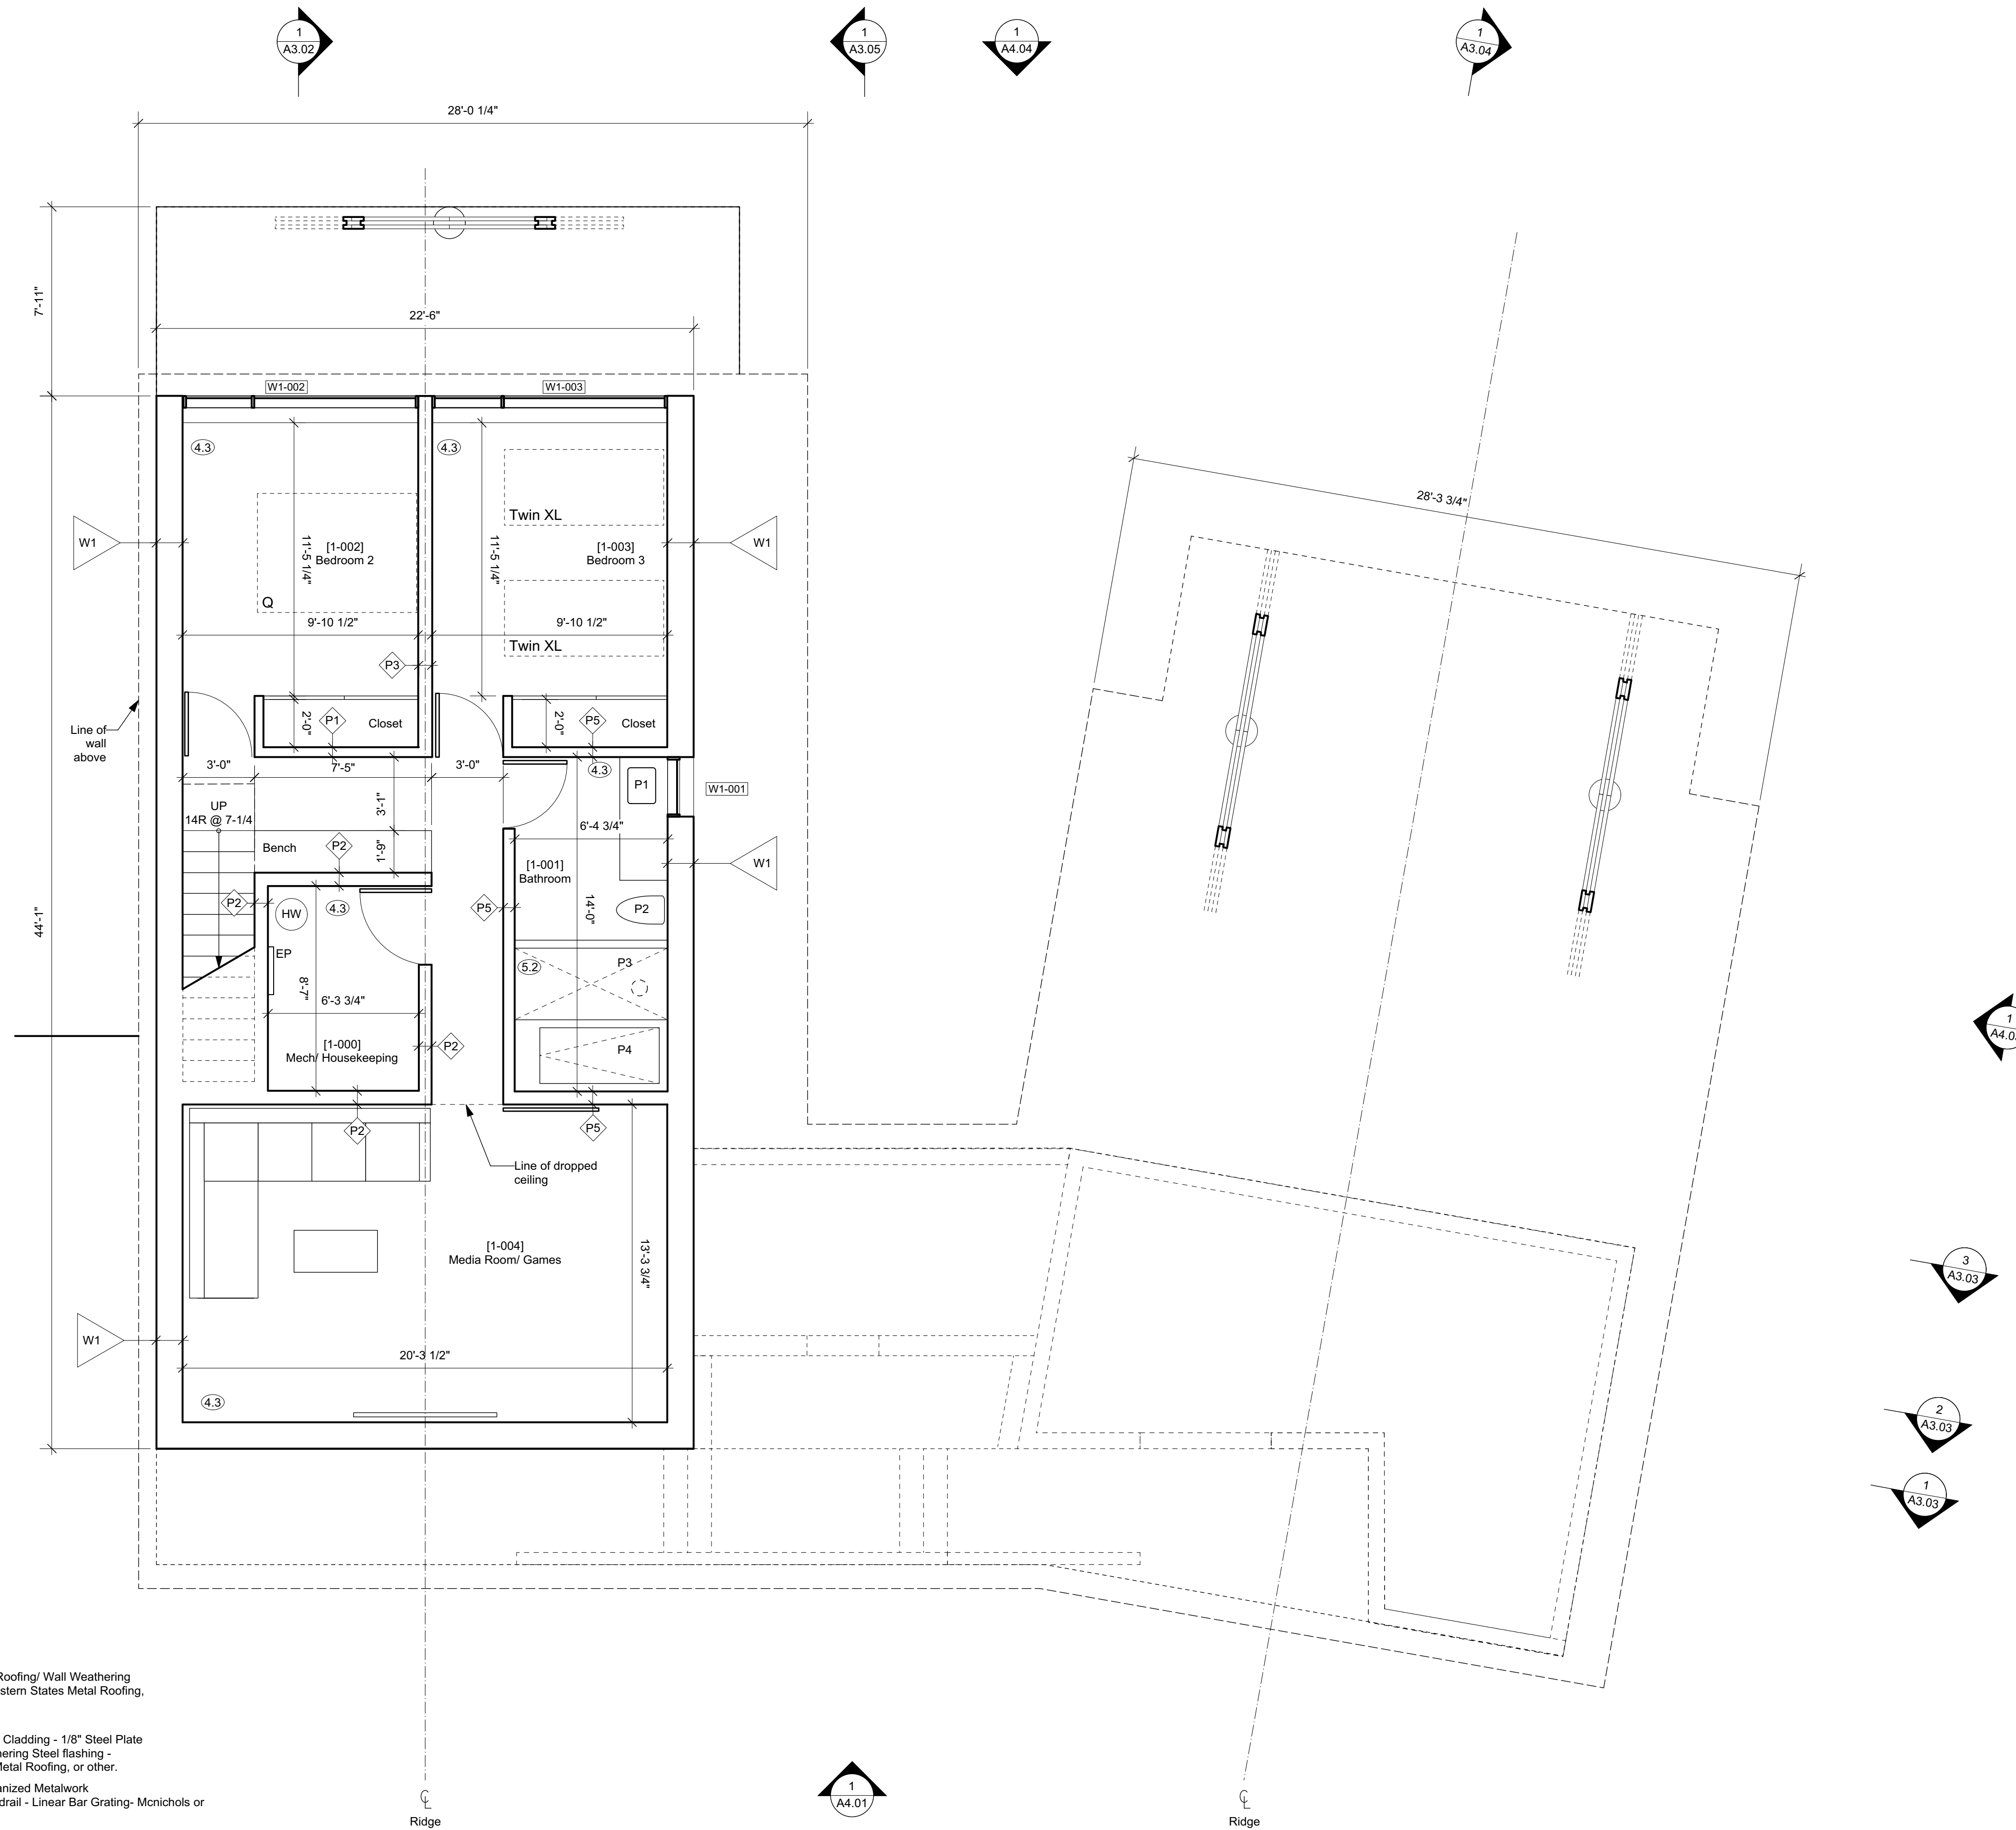 1
A3.02
1
A3.05
1
A4.04
1
A3.04
28'-0 1/4"
7'-11"
22'-6"
W1-002
W1-003
4.3
4.3
28'-3 3/4"
Twin XL
W1
[1-002]
Bedroom 2
11'-5 1/4"
11'-5 1/4"
[1-003]
Bedroom 3
W1
Q
9'-10 1/2"
9'-10 1/2"
Twin XL
P3
Line of
wall
above
2'-0"
P1
Closet
2'-0"
P5
Closet
3'-0"
7'-5"
3'-0"
4.3
P1
W1-001
UP
14R @ 7-1/4
3'-1"
6'-4 3/4"
Bench
P2
1'-9"
[1-001]
Bathroom
W1
P2
HW
4.3
P5
14'-0"
P2
44'-1"
EP
5.2
P3
8'-7"
6'-3 3/4"
[1-000]
Mech/ Housekeeping
P2
P4
P2
P5
Line of dropped
ceiling
[1-004]
Media Room/ Games
13'-3 3/4"
W1
20'-3 1/2"
4.3
1
3
A3.03
2
A3.03
1
A3.03
Roofing/ Wall Weathering
stern States Metal Roofing,
Cladding - 1/8" Steel Plate
hering Steel flashing -
Metal Roofing, or other.
anized Metalwork
drail - Linear Bar Grating- Mcnichols or
℄
Ridge
1
A4.01
℄
Ridge